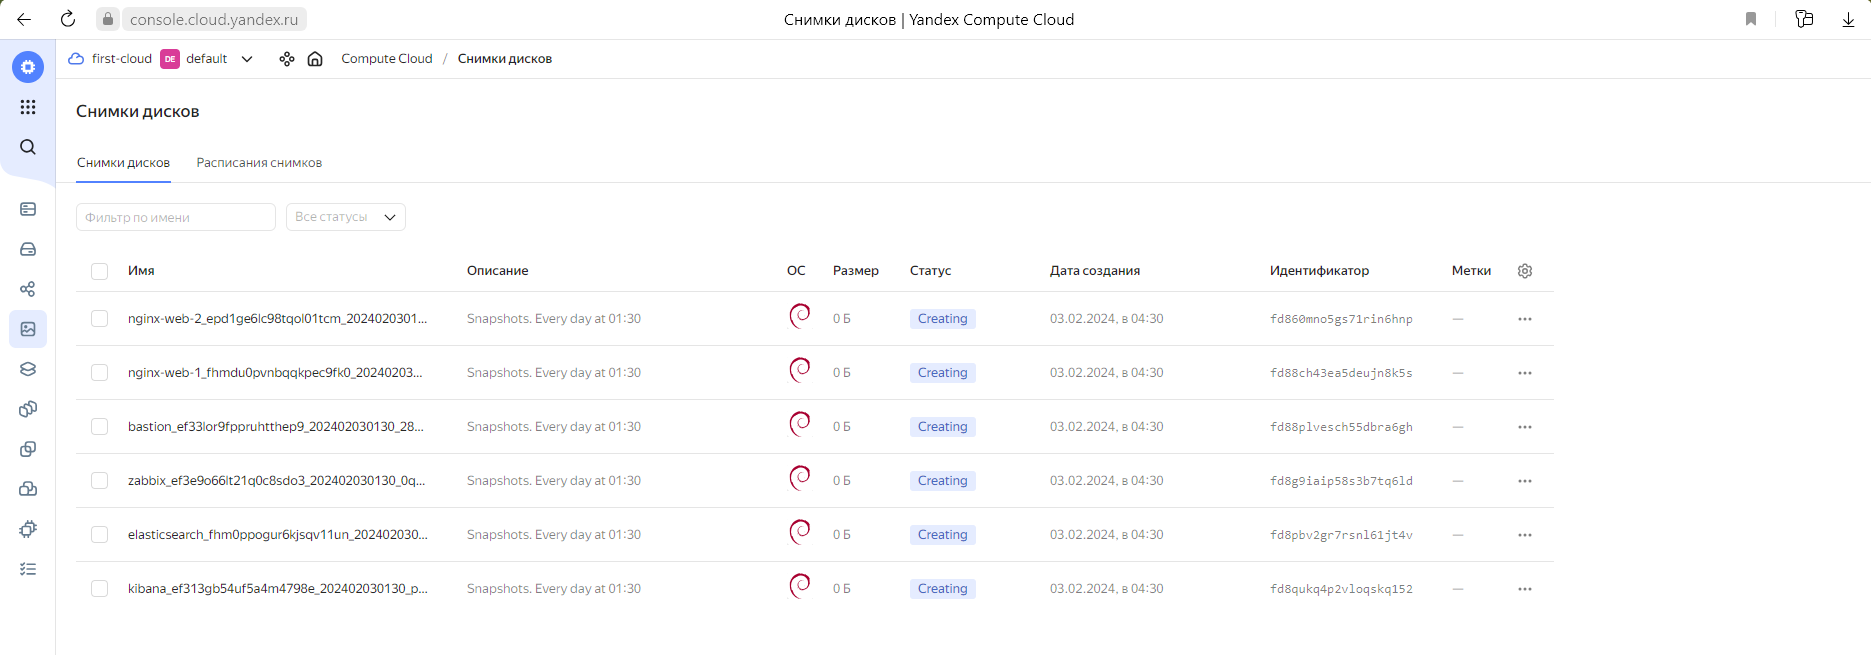 console.cloud.yandex.ru
Снимки дисков | Yandex Compute Cloud
first-cloud DE default Compute Cloud / Снимки дисков
Снимки дисков
Снимки дисков Расписания снимков
Фильтр по имени Все статусы
Имя Описание ОС Размер Статус Дата создания Идентификатор Метки
nginx-web-2_epd1ge6lc98tqol01tcm_2024020301... Snapshots. Every day at 01:30 0 Б Creating 03.02.2024, в 04:30 fd860mno5gs71rin6hnp —
nginx-web-1_fhmdu0pvnbqqkpec9fk0_20240203... Snapshots. Every day at 01:30 0 Б Creating 03.02.2024, в 04:30 fd88ch43ea5deujn8k5s —
bastion_ef33lor9fppruhtthep9_202402030130_28... Snapshots. Every day at 01:30 0 Б Creating 03.02.2024, в 04:30 fd88plvesch55dbra6gh —
zabbix_ef3e9o66lt21q0c8sdo3_202402030130_0q... Snapshots. Every day at 01:30 0 Б Creating 03.02.2024, в 04:30 fd8g9iaip58s3b7tq6ld —
elasticsearch_fhm0ppogur6kjsqv11un_202402030... Snapshots. Every day at 01:30 0 Б Creating 03.02.2024, в 04:30 fd8pbv2gr7rsnl61jt4v —
kibana_ef313gb54uf5a4m4798e_202402030130_p... Snapshots. Every day at 01:30 0 Б Creating 03.02.2024, в 04:30 fd8qukq4p2vloqskq152 —